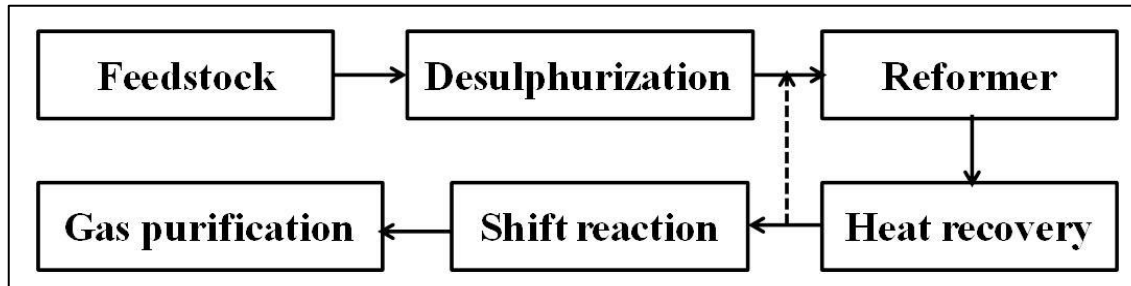 Feedstock
Desulphurization
Reformer
Gas purification
Shift reaction
Heat recovery